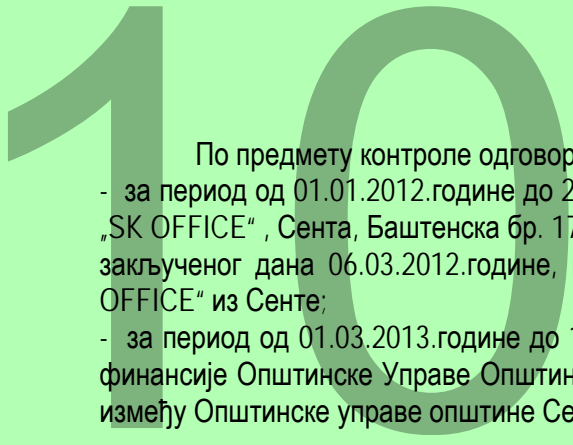 10
По предмету контроле одговор
- за период од 01.01.2012.године до 2
„SK OFFICE“ , Сента, Баштенска бр. 17
закљученог дана 06.03.2012.године,
OFFICE“ из Сенте;
- за период од 01.03.2013.године до 1
финансије Општинске Управе Општин
између Општинске управе општине Се